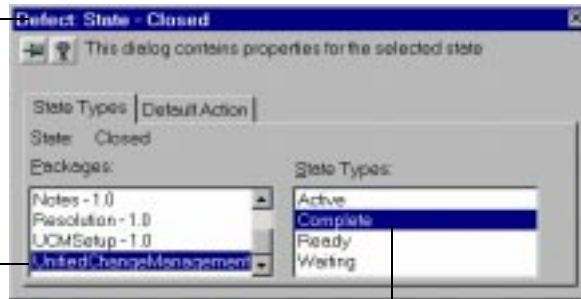 Defect: State - Closed
This dialog contains properties for the selected state
State Types Default Action
State: Closed
Packages: State Types:
Notes - 1.0
Resolution - 1.0
UCMSetup - 1.0
UnifiedChangeManagement
Active
Complete
Ready
Waiting